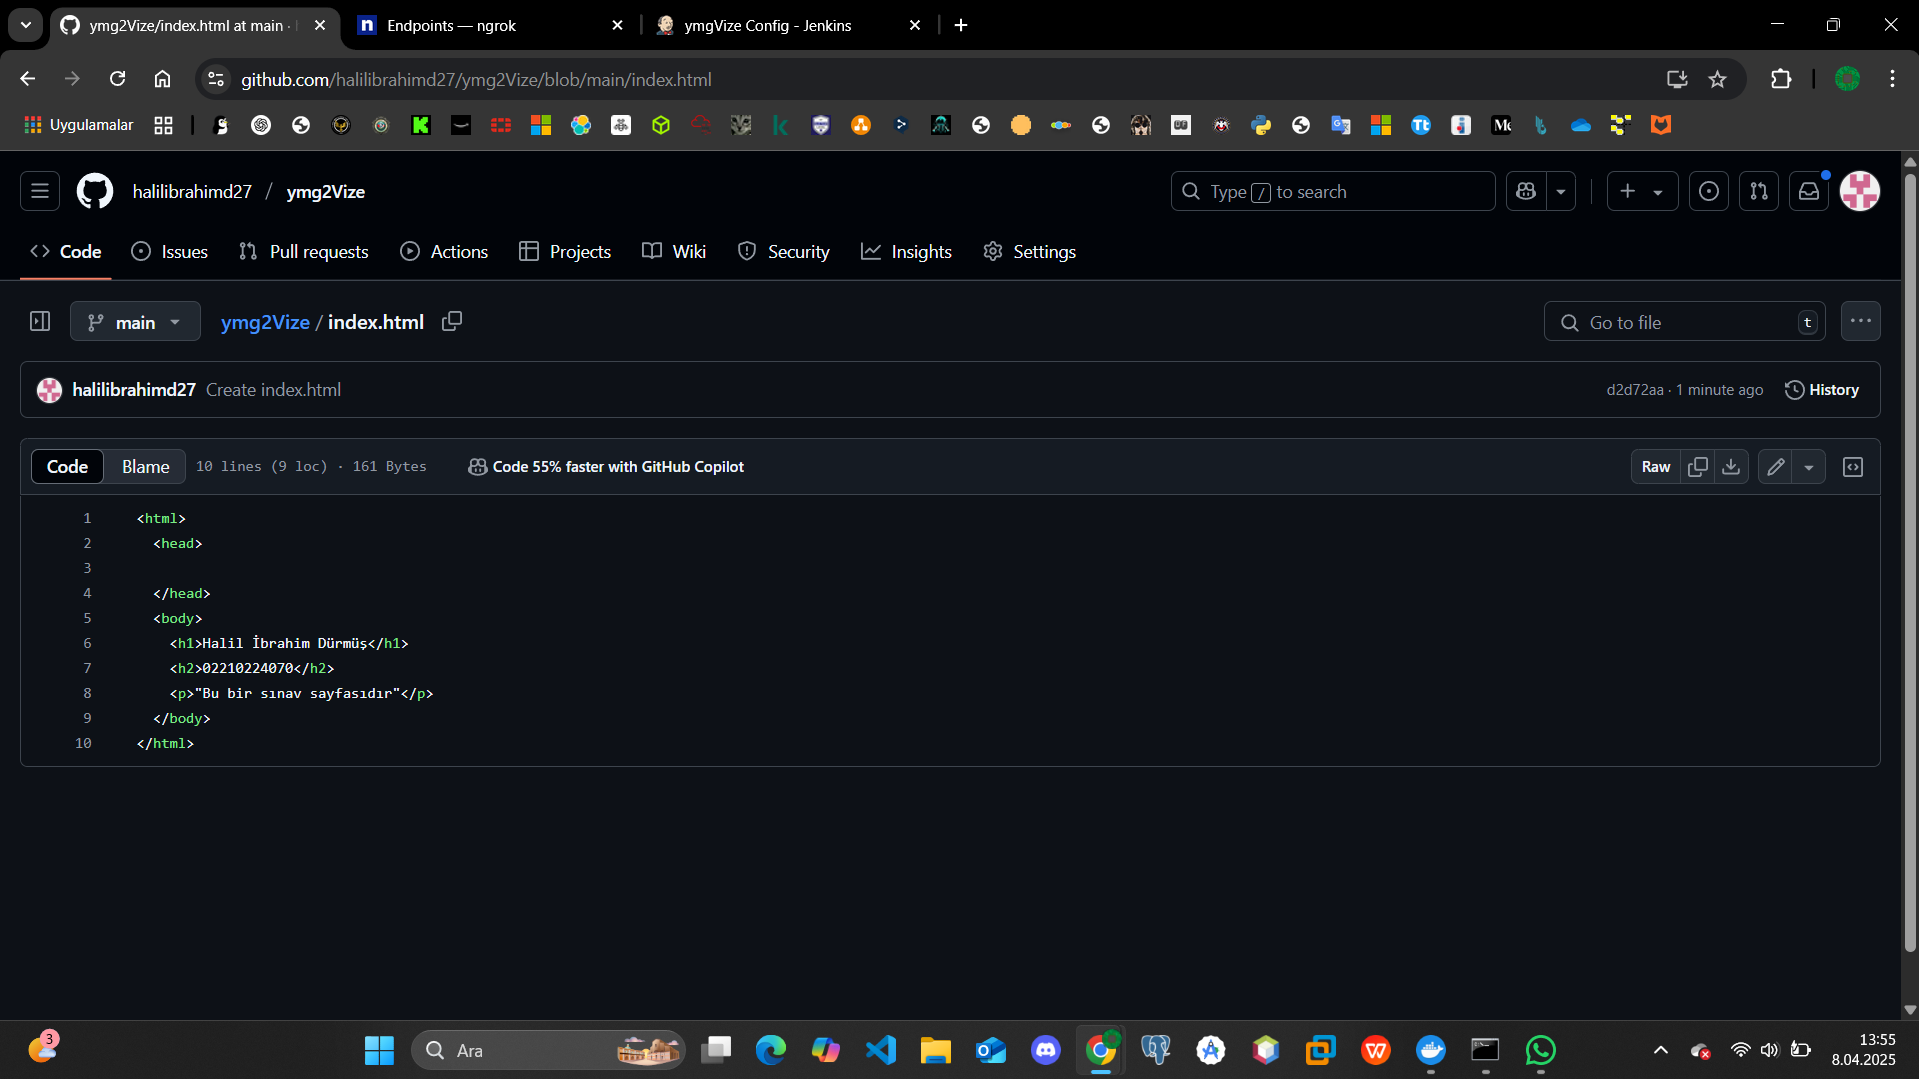 ymg2Vize/index.html at main ·
Endpoints — ngrok
ymgVize Config - Jenkins
github.com/halilibrahimd27/ymg2Vize/blob/main/index.html
Uygulamalar
halilibrahimd27 / ymg2Vize
Type / to search
Code
Issues
Pull requests
Actions
Projects
Wiki
Security
Insights
Settings
main
ymg2Vize / index.html
Go to file
t
halilibrahimd27 Create index.html
d2d72aa · 1 minute ago
History
Code
Blame
10 lines (9 loc) · 161 Bytes
Code 55% faster with GitHub Copilot
Raw
1 <html>
2 <head>
3
4 </head>
5 <body>
6 <h1>Halil İbrahim Dürmüş</h1>
7 <h2>02210224070</h2>
8 <p>"Bu bir sınav sayfasıdır"</p>
9 </body>
10 </html>
3
Ara
13:55
8.04.2025